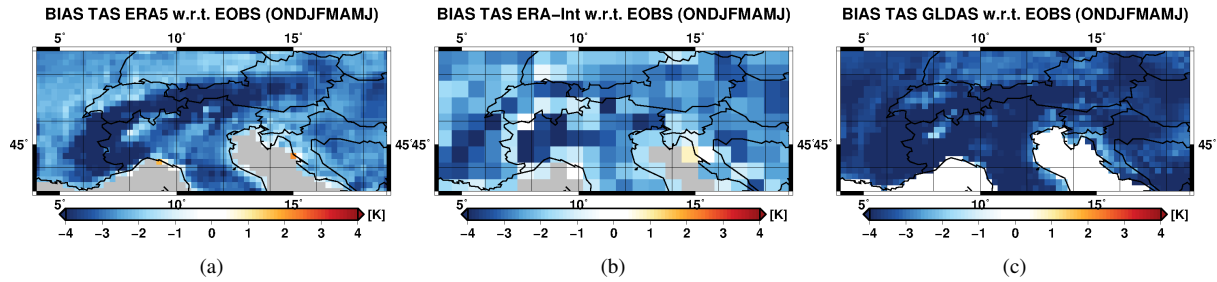 BIAS TAS ERA5 w.r.t. EOBS (ONDJFMAMJ)
5˚ 10˚ 15˚
45˚
5˚ 10˚ 15˚
[K]
−4 −3 −2 −1 0 1 2 3 4
(a)
BIAS TAS ERA−Int w.r.t. EOBS (ONDJFMAMJ)
5˚ 10˚ 15˚
45˚ 45˚
5˚ 10˚ 15˚
[K]
−4 −3 −2 −1 0 1 2 3 4
(b)
BIAS TAS GLDAS w.r.t. EOBS (ONDJFMAMJ)
5˚ 10˚ 15˚
45˚ 45˚
5˚ 10˚ 15˚
[K]
−4 −3 −2 −1 0 1 2 3 4
(c)